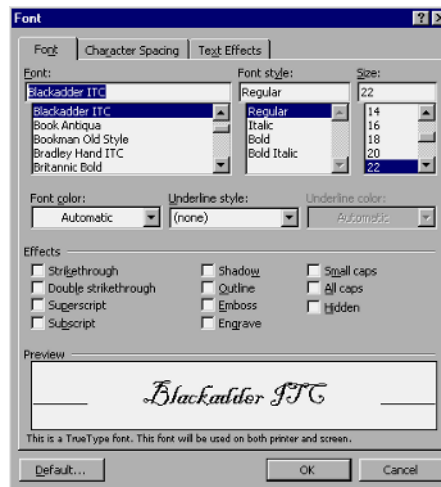 Font
Font Character Spacing Text Effects
Font: Font style: Size:
Blackadder ITC Regular 22
Blackadder ITC Regular 14
Book Antiqua Italic 16
Bookman Old Style Bold 18
Bradley Hand ITC Bold Italic 20
Britannic Bold 22
Font color: Underline style: Underline color:
Automatic (none) Automatic
Effects
Strikethrough Shadow Small caps
Double strikethrough Outline All caps
Superscript Emboss Hidden
Subscript Engrave
Preview
Blackadder ITC
This is a TrueType font. This font will be used on both printer and screen.
Default... OK Cancel